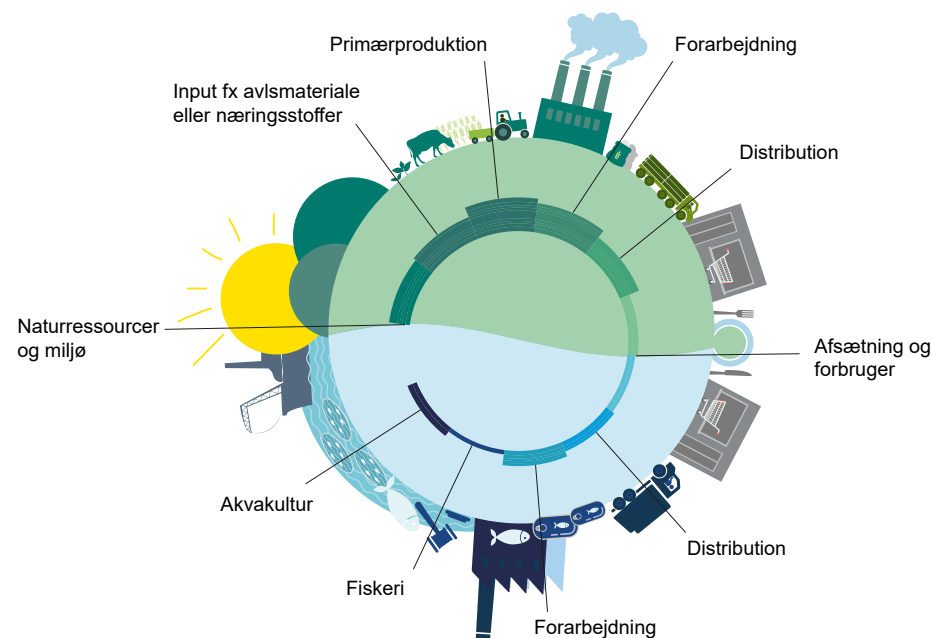 Primærproduktion
Forarbejdning
Input fx avlsmateriale
eller næringsstoffer
Distribution
Naturressourcer
og miljø
Afsætning og
forbruger
Akvakultur
Distribution
Fiskeri
Forarbejdning